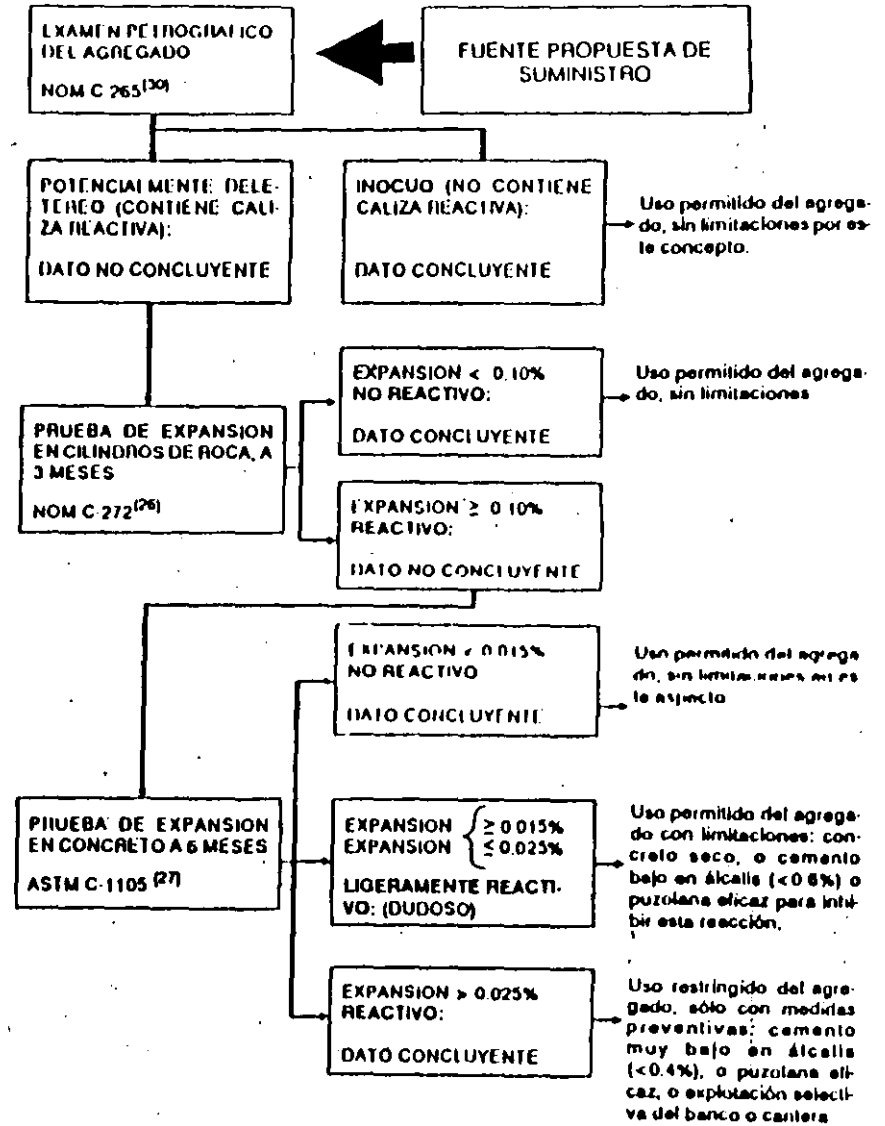 EXAMEN PETROGRAFICO
DEL AGREGADO
NOM C 265(30)
FUENTE PROPUESTA DE
SUMINISTRO
POTENCIALMENTE DELE-
TEREO (CONTIENE CALI-
ZA REACTIVA):
DATO NO CONCLUYENTE
INOCUO (NO CONTIENE
CALIZA REACTIVA):
DATO CONCLUYENTE
Uso permitido del agrega-
do, sin limitaciones por es-
te concepto.
PRUEBA DE EXPANSION
EN CILINDROS DE ROCA, A
3 MESES
NOM C-272(26)
EXPANSION < 0.10%
NO REACTIVO:
DATO CONCLUYENTE
Uso permitido del agrega-
do, sin limitaciones
EXPANSION ≥ 0.10%
REACTIVO:
DATO NO CONCLUYENTE
EXPANSION < 0.015%
NO REACTIVO
DATO CONCLUYENTE
Uso permitido del agrega
do, sin limitaciones en es
te aspecto
PRUEBA DE EXPANSION
EN CONCRETO A 6 MESES
ASTM C-1105 (27)
EXPANSION ≥ 0.015%
EXPANSION ≤ 0.025%
LIGERAMENTE REACTI-
VO: (DUDOSO)
Uso permitido del agrega-
do con limitaciones: con-
creto seco, o cemento
bajo en álcalis (<0.6%) o
puzolana eficaz para inhi-
bir esta reacción.
EXPANSION > 0.025%
REACTIVO:
DATO CONCLUYENTE
Uso restringido del agre-
gado, sólo con medidas
preventivas: cemento
muy bajo en álcalis
(<0.4%), o puzolana efi-
caz, o explotación selecti-
va del banco o cantera